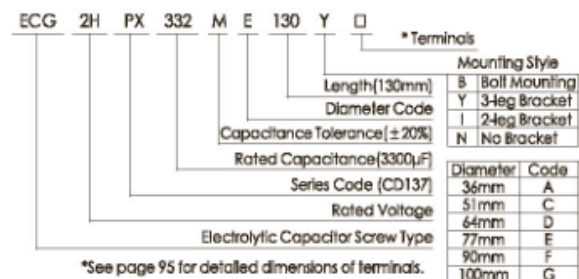 ECG 2H PX 332 M E 130 Y □
*Terminals
Mounting Style
B Bolt Mounting
Y 3-leg Bracket
I 2-leg Bracket
N No Bracket
Length(130mm)
Diameter Code
Capacitance Tolerance(±20%)
Rated Capacitance(3300µF)
Series Code (CD137)
Rated Voltage
Electrolytic Capacitor Screw Type
Diameter Code
36mm A
51mm C
64mm D
77mm E
90mm F
100mm G
*See page 95 for detailed dimensions of terminals.